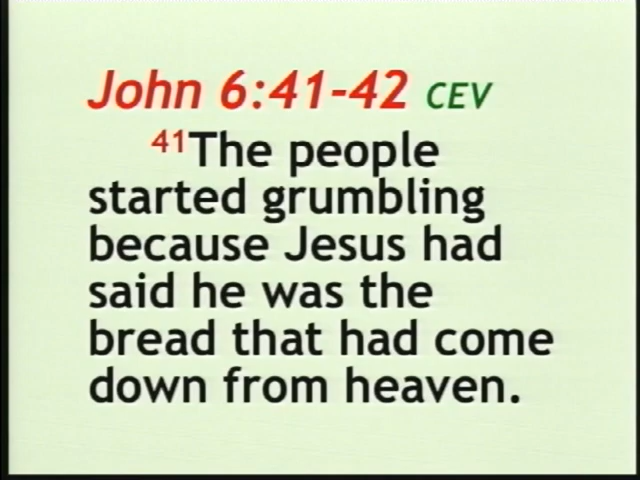 John 6:41-42 CEV
41The people
started grumbling
because Jesus had
said he was the
bread that had come
down from heaven.